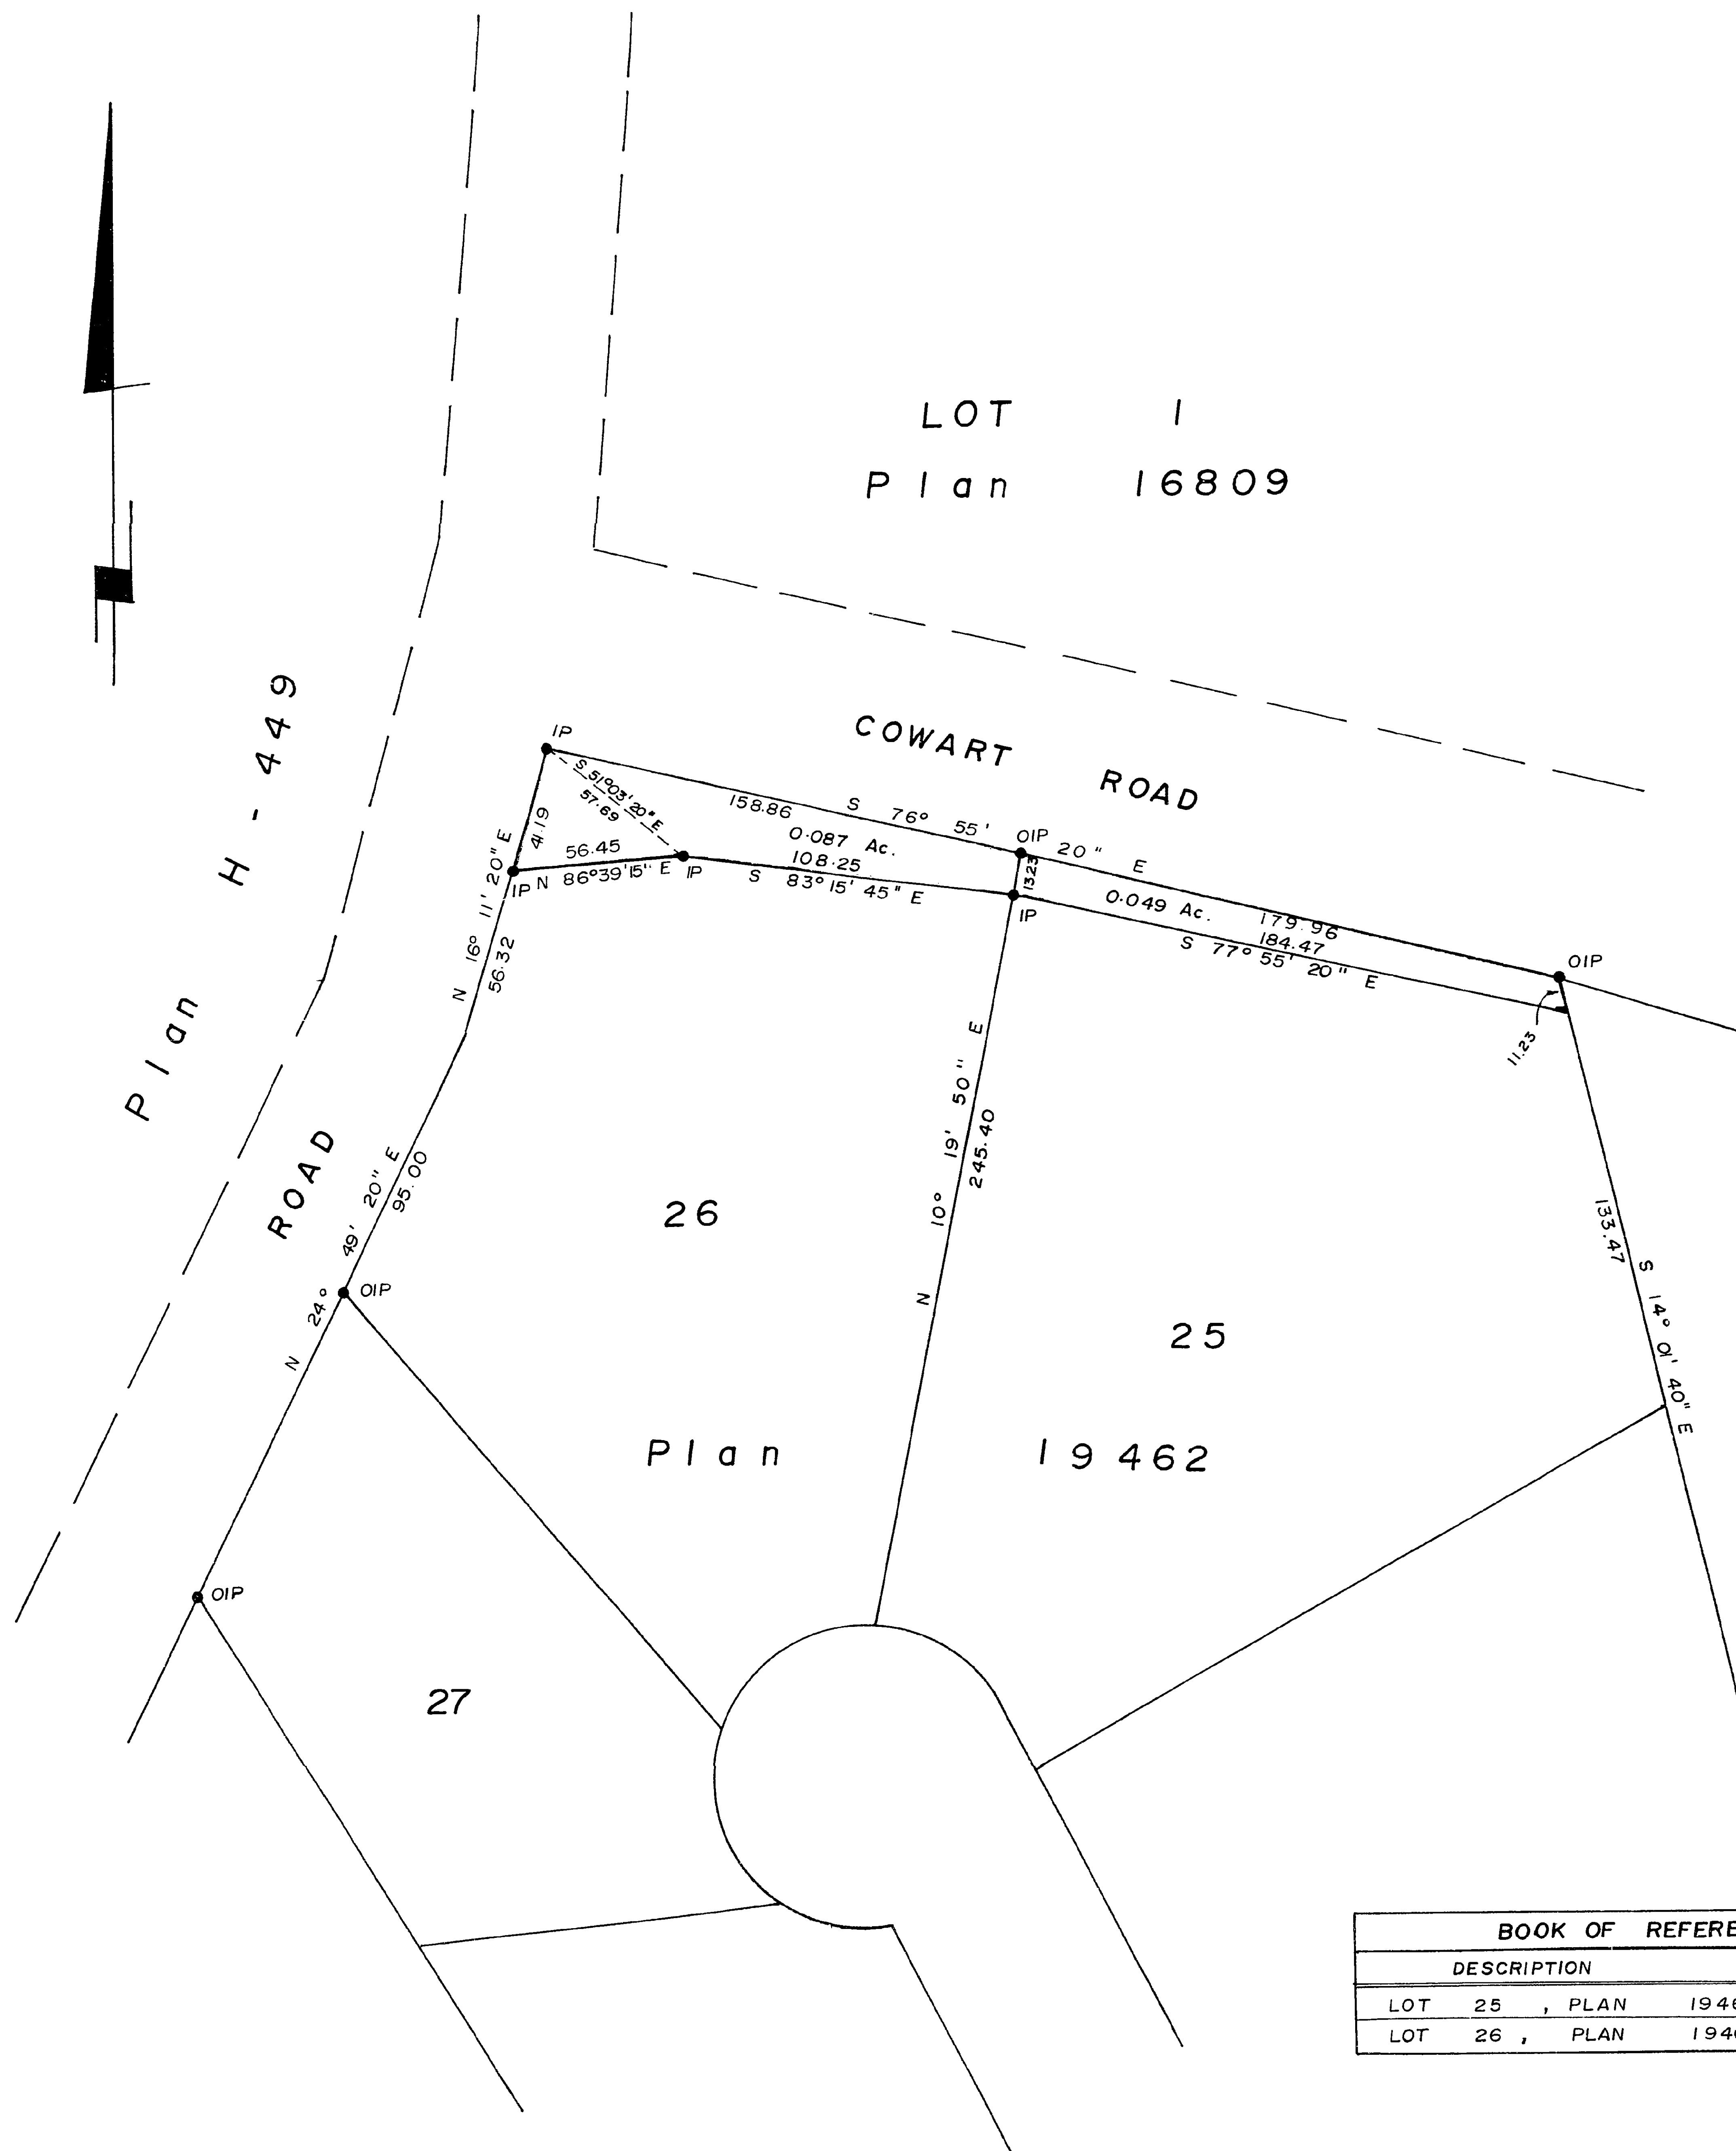 LOT 1
Plan 16809
Plan H-449
ROAD
COWART ROAD
IP
S 51°03'20" E
57.69
41.19
158.86
S 76° 55' 20" E
OIP
0.087 Ac.
108.25
56.45
IP N 86°39'15" E IP
S 83° 15' 45" E
13.23
IP
0.049 Ac.
179.96
184.47
S 77° 55' 20" E
OIP
11.23
N 16° 11' 20" E
56.32
N 24° 49' 20" E
95.00
OIP
OIP
N 10° 19' 50" E
245.40
133.47
S 14° 01' 40" E
26
25
Plan 19462
27
BOOK OF REFERE
DESCRIPTION
LOT 25 , PLAN 194
LOT 26 , PLAN 194